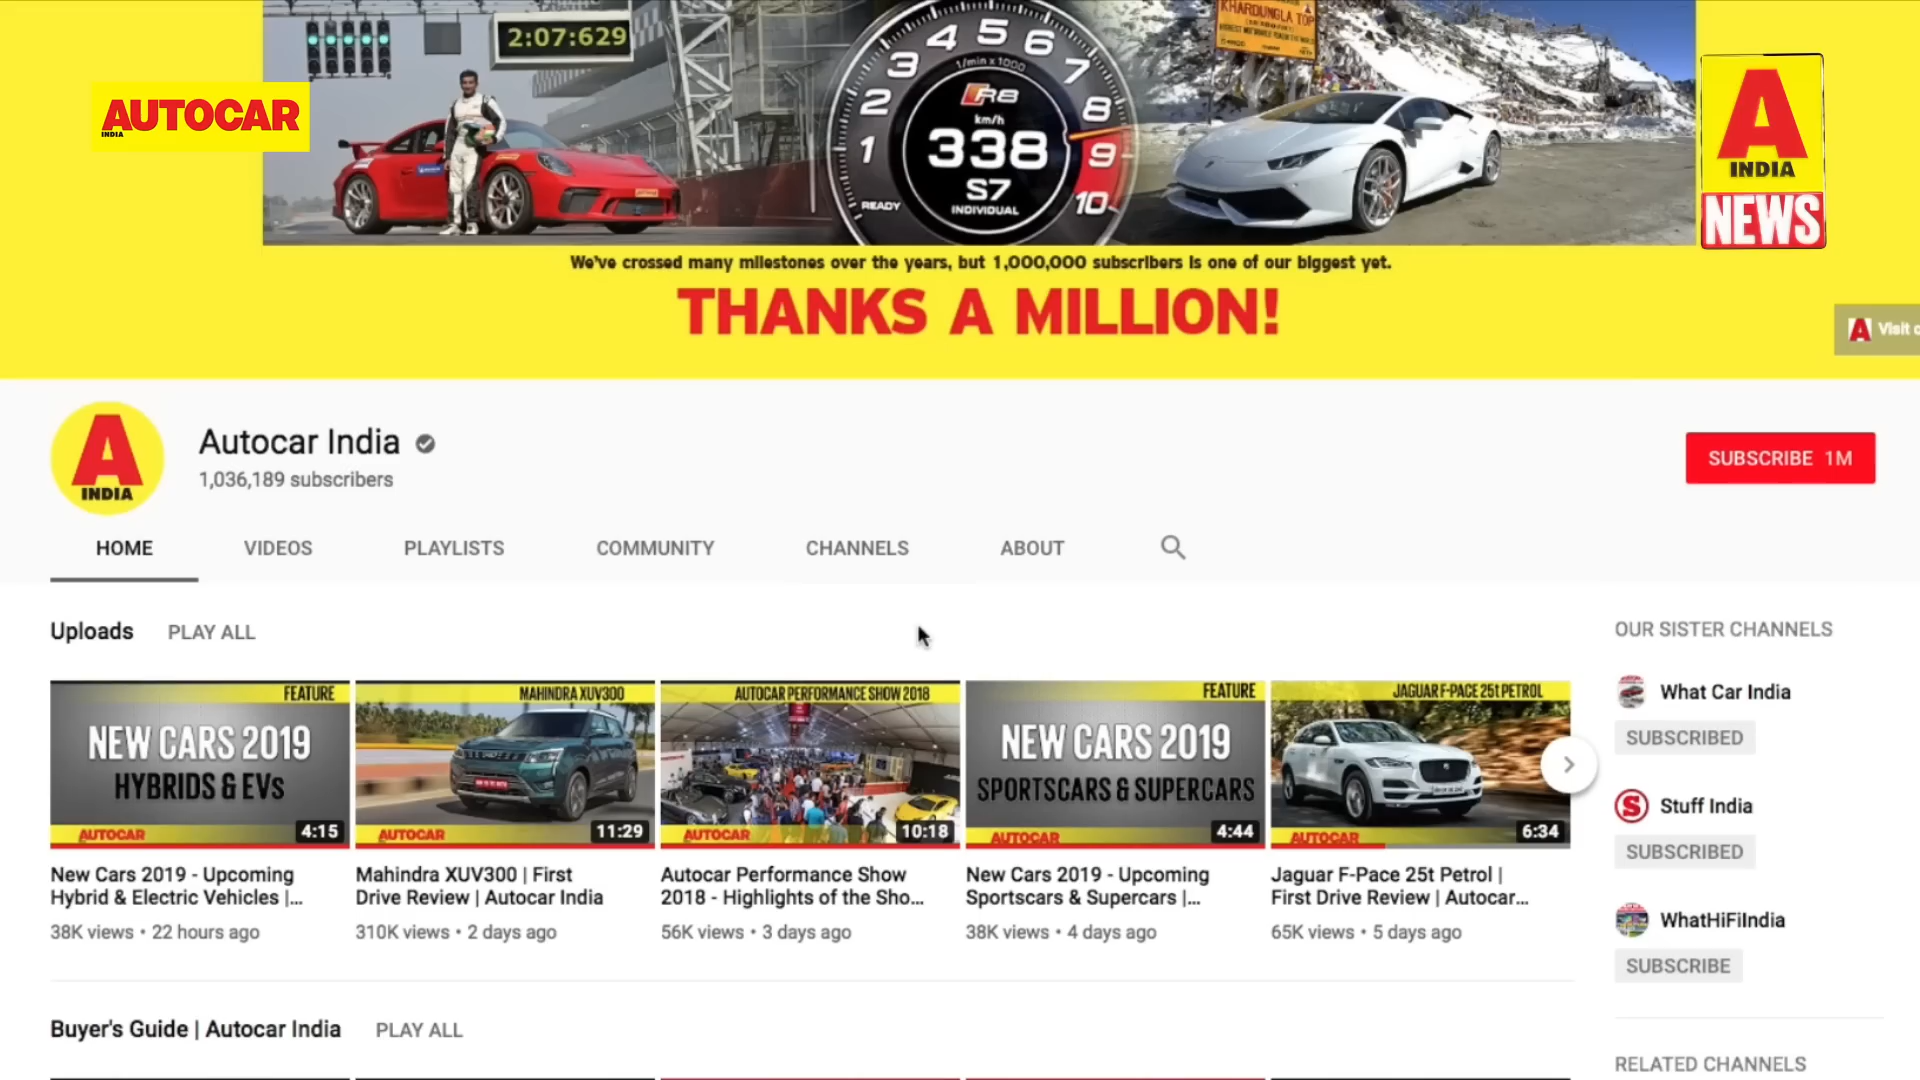 2:07:629
KHARDUNGLA TOP
AUTOCAR
INDIA
1 2 3 4 5 6 7 8 9 10
1/min x 1000
R8
km/h
338
S7
INDIVIDUAL
READY
A
INDIA
NEWS
We've crossed many milestones over the years, but 1,000,000 subscribers is one of our biggest yet.
THANKS A MILLION!
A Visit
A
INDIA
Autocar India
1,036,189 subscribers
SUBSCRIBE 1M
HOME VIDEOS PLAYLISTS COMMUNITY CHANNELS ABOUT
Uploads PLAY ALL
FEATURE
NEW CARS 2019
HYBRIDS & EVs
AUTOCAR
4:15
New Cars 2019 - Upcoming
Hybrid & Electric Vehicles |...
38K views • 22 hours ago
MAHINDRA XUV300
AUTOCAR
11:29
Mahindra XUV300 | First
Drive Review | Autocar India
310K views • 2 days ago
AUTOCAR PERFORMANCE SHOW 2018
AUTOCAR
10:18
Autocar Performance Show
2018 - Highlights of the Sho...
56K views • 3 days ago
FEATURE
NEW CARS 2019
SPORTSCARS & SUPERCARS
AUTOCAR
4:44
New Cars 2019 - Upcoming
Sportscars & Supercars |...
38K views • 4 days ago
JAGUAR F-PACE 25t PETROL
AUTOCAR
6:34
Jaguar F-Pace 25t Petrol |
First Drive Review | Autocar...
65K views • 5 days ago
OUR SISTER CHANNELS
What Car India
SUBSCRIBED
S
Stuff India
SUBSCRIBED
WhatHiFiIndia
SUBSCRIBE
Buyer's Guide | Autocar India PLAY ALL
RELATED CHANNELS